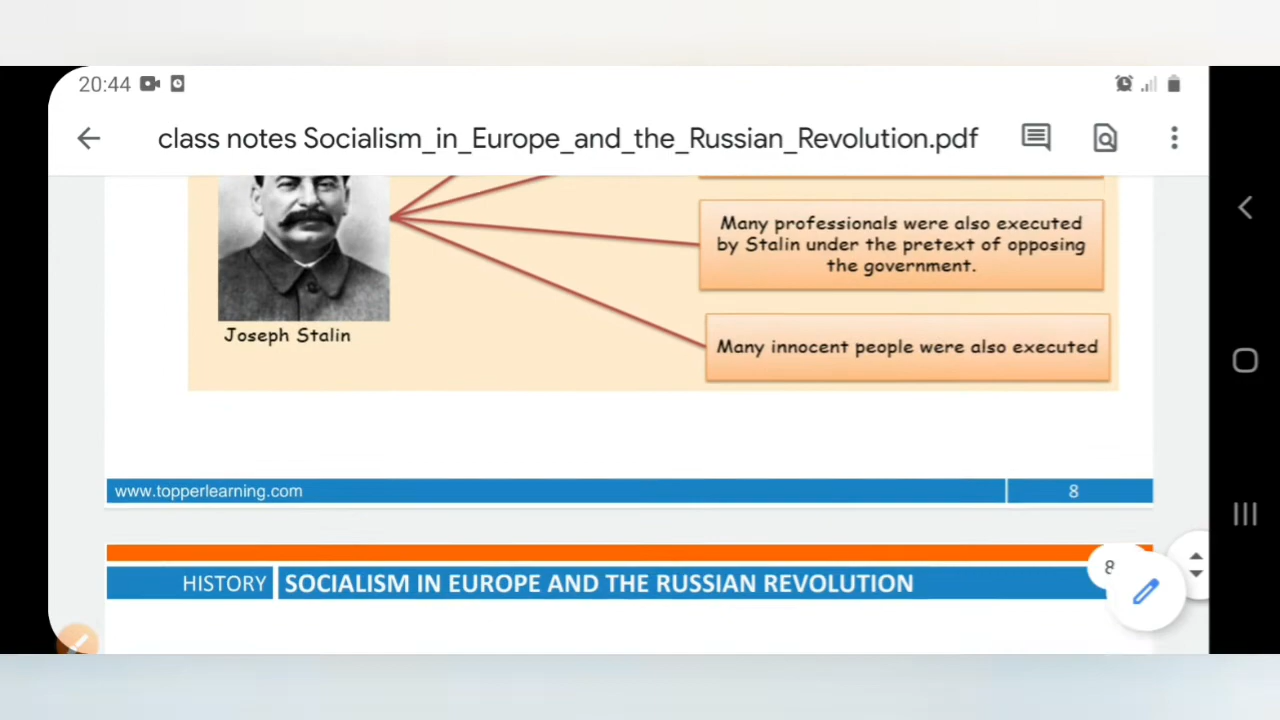 20:44
class notes Socialism_in_Europe_and_the_Russian_Revolution.pdf
Many professionals were also executed
by Stalin under the pretext of opposing
the government.
Joseph Stalin
Many innocent people were also executed
www.topperlearning.com
8
HISTORY
SOCIALISM IN EUROPE AND THE RUSSIAN REVOLUTION
8